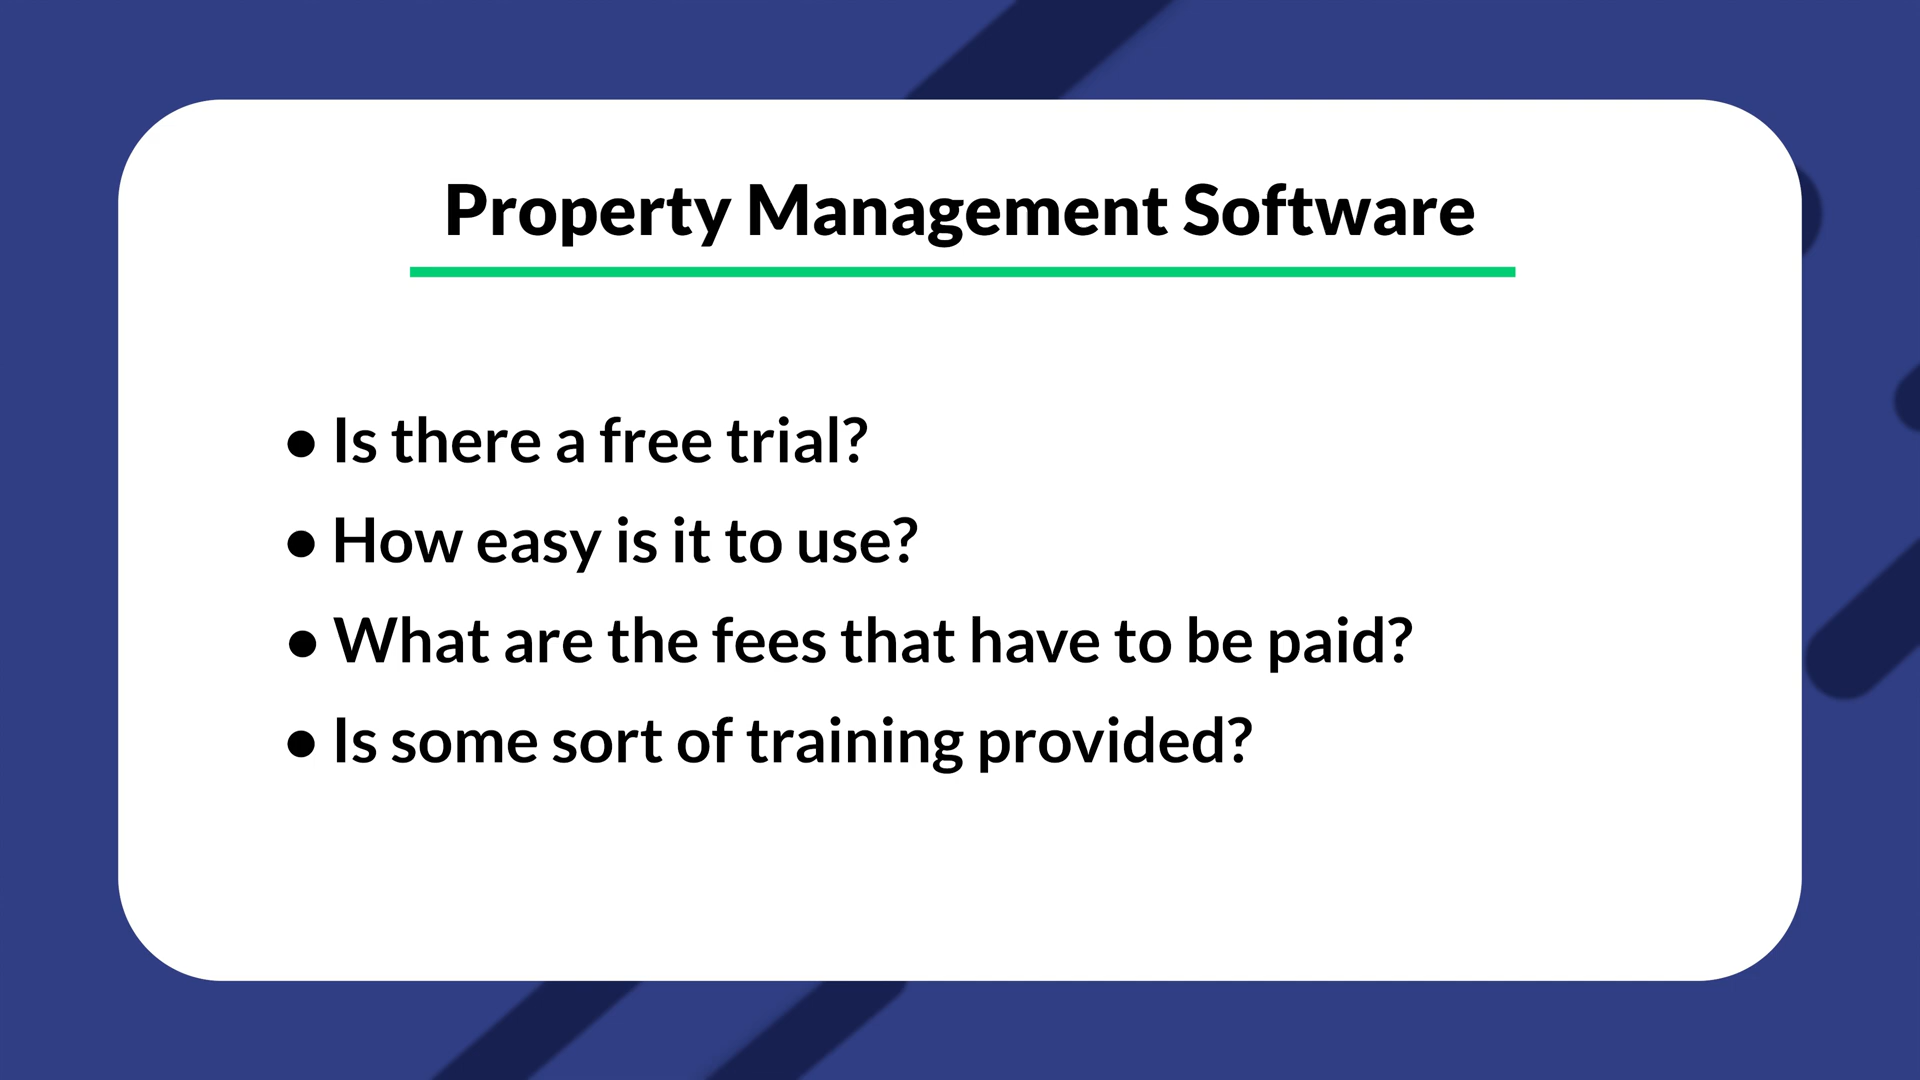 Property Management Software
● Is there a free trial?
● How easy is it to use?
● What are the fees that have to be paid?
● Is some sort of training provided?